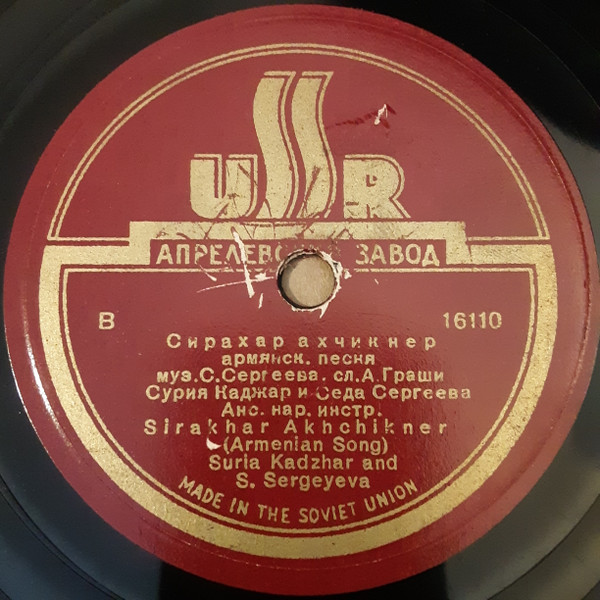 USSR
АПРЕЛЕВСКИЙ ЗАВОД
В 16110
Сирахар ахчикнер
армянск. песня
муз.С.Сергеева. сл.А.Граши
Сурия Каджар и Седа Сергеева
Анс. нар. инстр.
Sirakhar Akhchikner
(Armenian Song)
Suria Kadzhar and
S. Sergeyeva
MADE IN THE SOVIET UNION